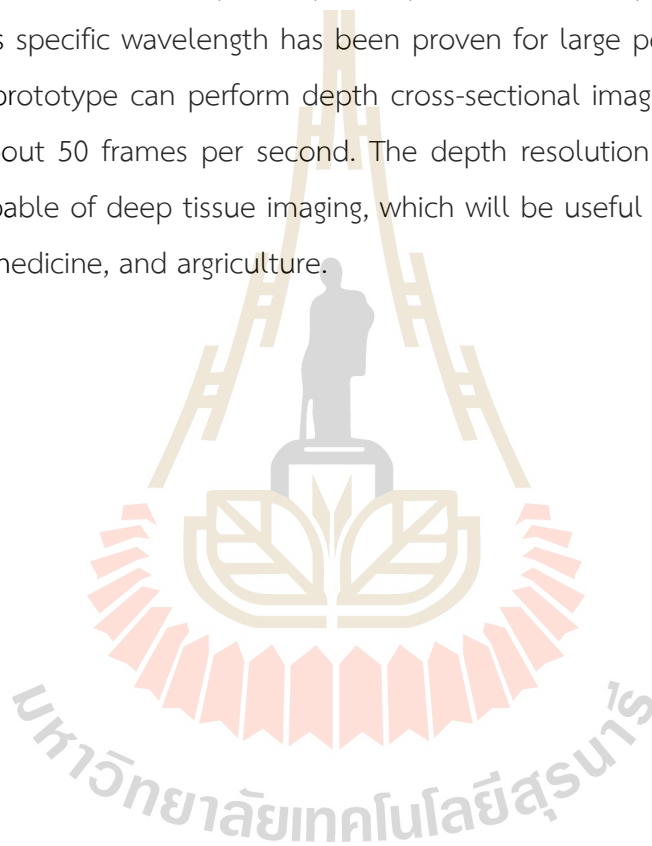 s specific wavelength has been proven for large p
prototype can perform depth cross-sectional imag
out 50 frames per second. The depth resolution
pable of deep tissue imaging, which will be useful
medicine, and argriculture.
มหาวิทยาลัยเทคโนโลยีสุรนารี